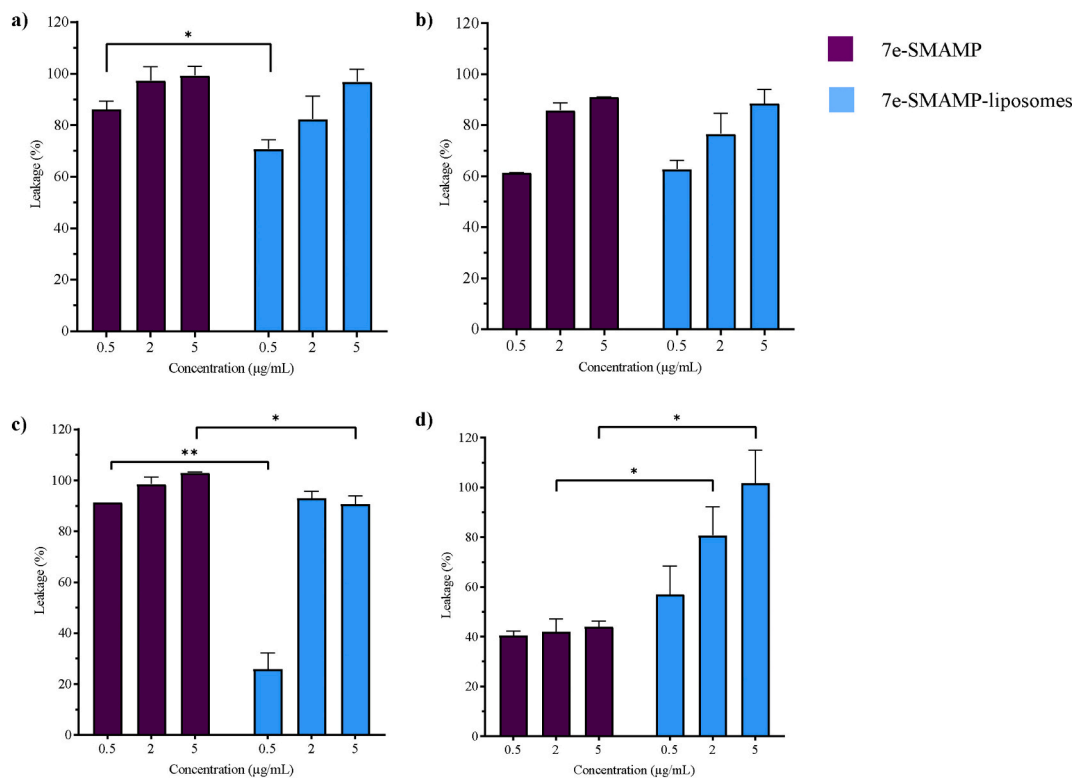 a)
120
100
80
60
40
20
0
Leakage (%)
*
0.5 2 5 0.5 2 5
Concentration (µg/mL)
b)
120
100
80
60
40
20
0
Leakage (%)
0.5 2 5 0.5 2 5
Concentration (µg/mL)
7e-SMAMP
7e-SMAMP-liposomes
c)
120
100
80
60
40
20
0
Leakage (%)
*
**
0.5 2 5 0.5 2 5
Concentration (µg/mL)
d)
120
100
80
60
40
20
0
Leakage (%)
*
*
0.5 2 5 0.5 2 5
Concentration (µg/mL)